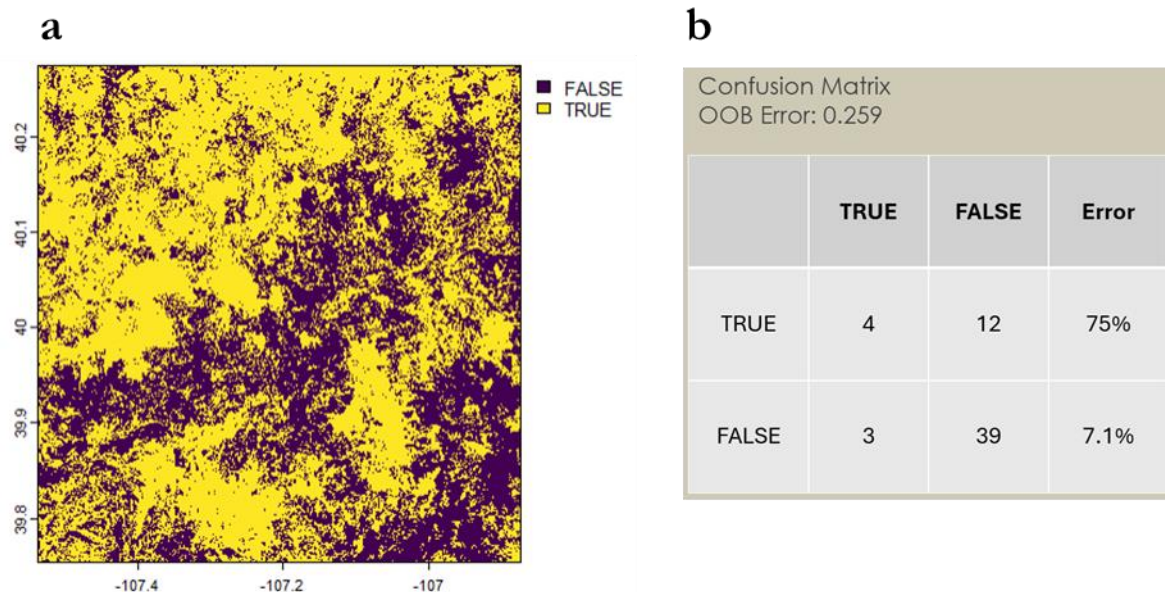 a
FALSE
TRUE
40.2
40.1
40
39.9
39.8
-107.4 -107.2 -107
b
Confusion Matrix
OOB Error: 0.259
TRUE FALSE Error
TRUE 4 12 75%
FALSE 3 39 7.1%